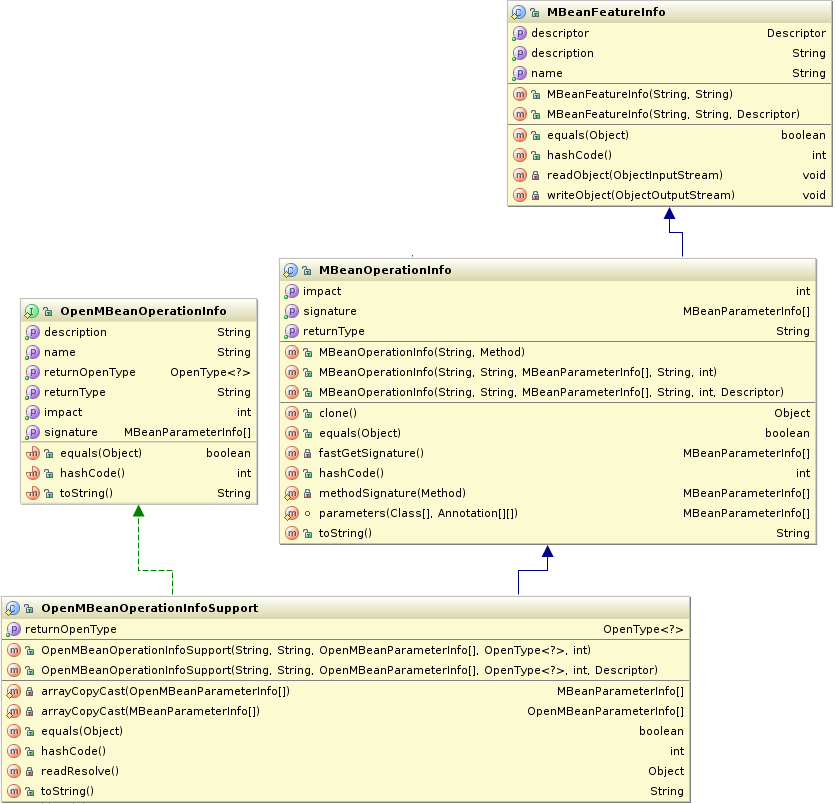 MBeanFeatureInfo
descriptor Descriptor
description String
name String
MBeanFeatureInfo(String, String)
MBeanFeatureInfo(String, String, Descriptor)
equals(Object) boolean
hashCode() int
readObject(ObjectInputStream) void
writeObject(ObjectOutputStream) void
MBeanOperationInfo
impact int
signature MBeanParameterInfo[]
returnType String
MBeanOperationInfo(String, Method)
MBeanOperationInfo(String, String, MBeanParameterInfo[], String, int)
MBeanOperationInfo(String, String, MBeanParameterInfo[], String, int, Descriptor)
clone() Object
equals(Object) boolean
fastGetSignature() MBeanParameterInfo[]
hashCode() int
methodSignature(Method) MBeanParameterInfo[]
parameters(Class[], Annotation[][]) MBeanParameterInfo[]
toString() String
OpenMBeanOperationInfo
description String
name String
returnOpenType OpenType<?>
returnType String
impact int
signature MBeanParameterInfo[]
equals(Object) boolean
hashCode() int
toString() String
OpenMBeanOperationInfoSupport
returnOpenType OpenType<?>
OpenMBeanOperationInfoSupport(String, String, OpenMBeanParameterInfo[], OpenType<?>, int)
OpenMBeanOperationInfoSupport(String, String, OpenMBeanParameterInfo[], OpenType<?>, int, Descriptor)
arrayCopyCast(OpenMBeanParameterInfo[]) MBeanParameterInfo[]
arrayCopyCast(MBeanParameterInfo[]) OpenMBeanParameterInfo[]
equals(Object) boolean
hashCode() int
readResolve() Object
toString() String